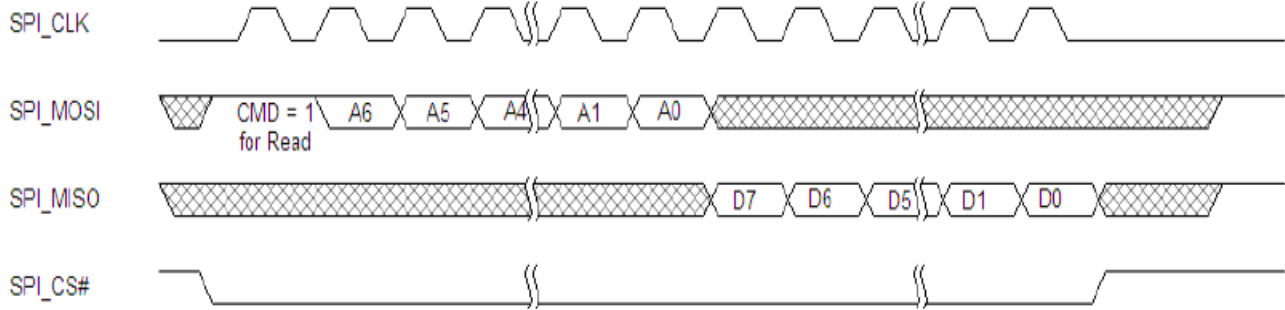 SPI_CLK
SPI_MOSI CMD = 1 A6 A5 A4 A1 A0
for Read
SPI_MISO D7 D6 D5 D1 D0
SPI_CS#